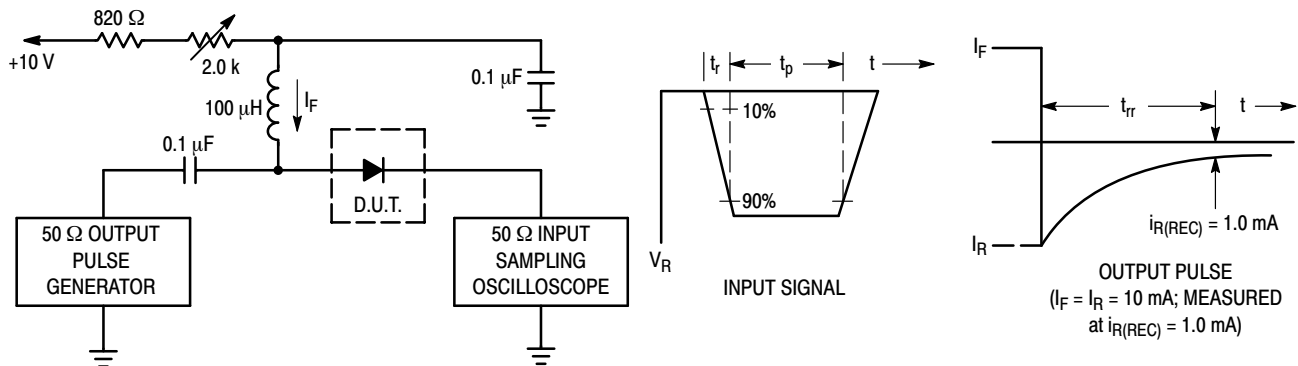 820 Ω
+10 V
2.0 k
100 μH
I_F
0.1 μF
0.1 μF
D.U.T.
50 Ω OUTPUT
PULSE
GENERATOR
50 Ω INPUT
SAMPLING
OSCILLOSCOPE
t_r
t_p
t
10%
90%
V_R
INPUT SIGNAL
I_F
t_rr
t
I_R
i_R(REC) = 1.0 mA
OUTPUT PULSE
(I_F = I_R = 10 mA; MEASURED
at i_R(REC) = 1.0 mA)